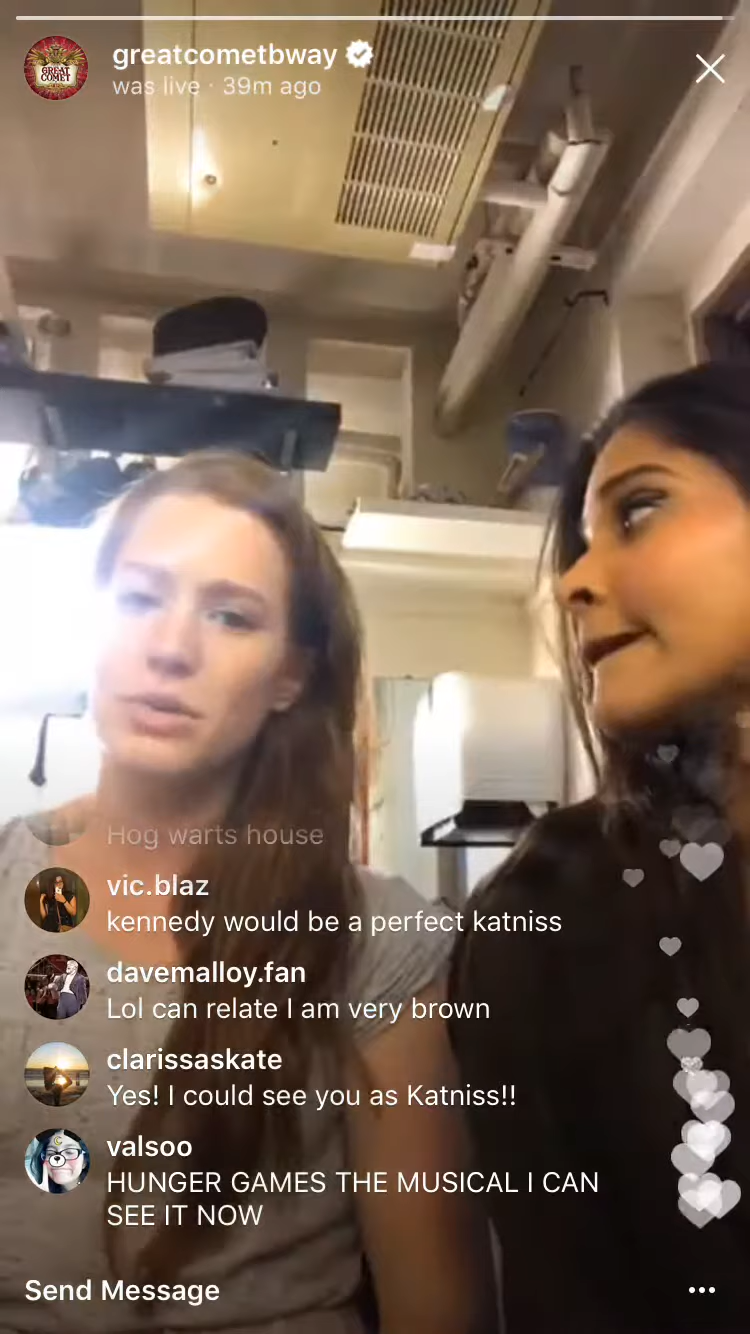 GREAT
COMET
greatcometbway
was live · 39m ago
Hog warts house
vic.blaz
kennedy would be a perfect katniss
davemalloy.fan
Lol can relate I am very brown
clarissaskate
Yes! I could see you as Katniss!!
valsoo
HUNGER GAMES THE MUSICAL I CAN
SEE IT NOW
Send Message